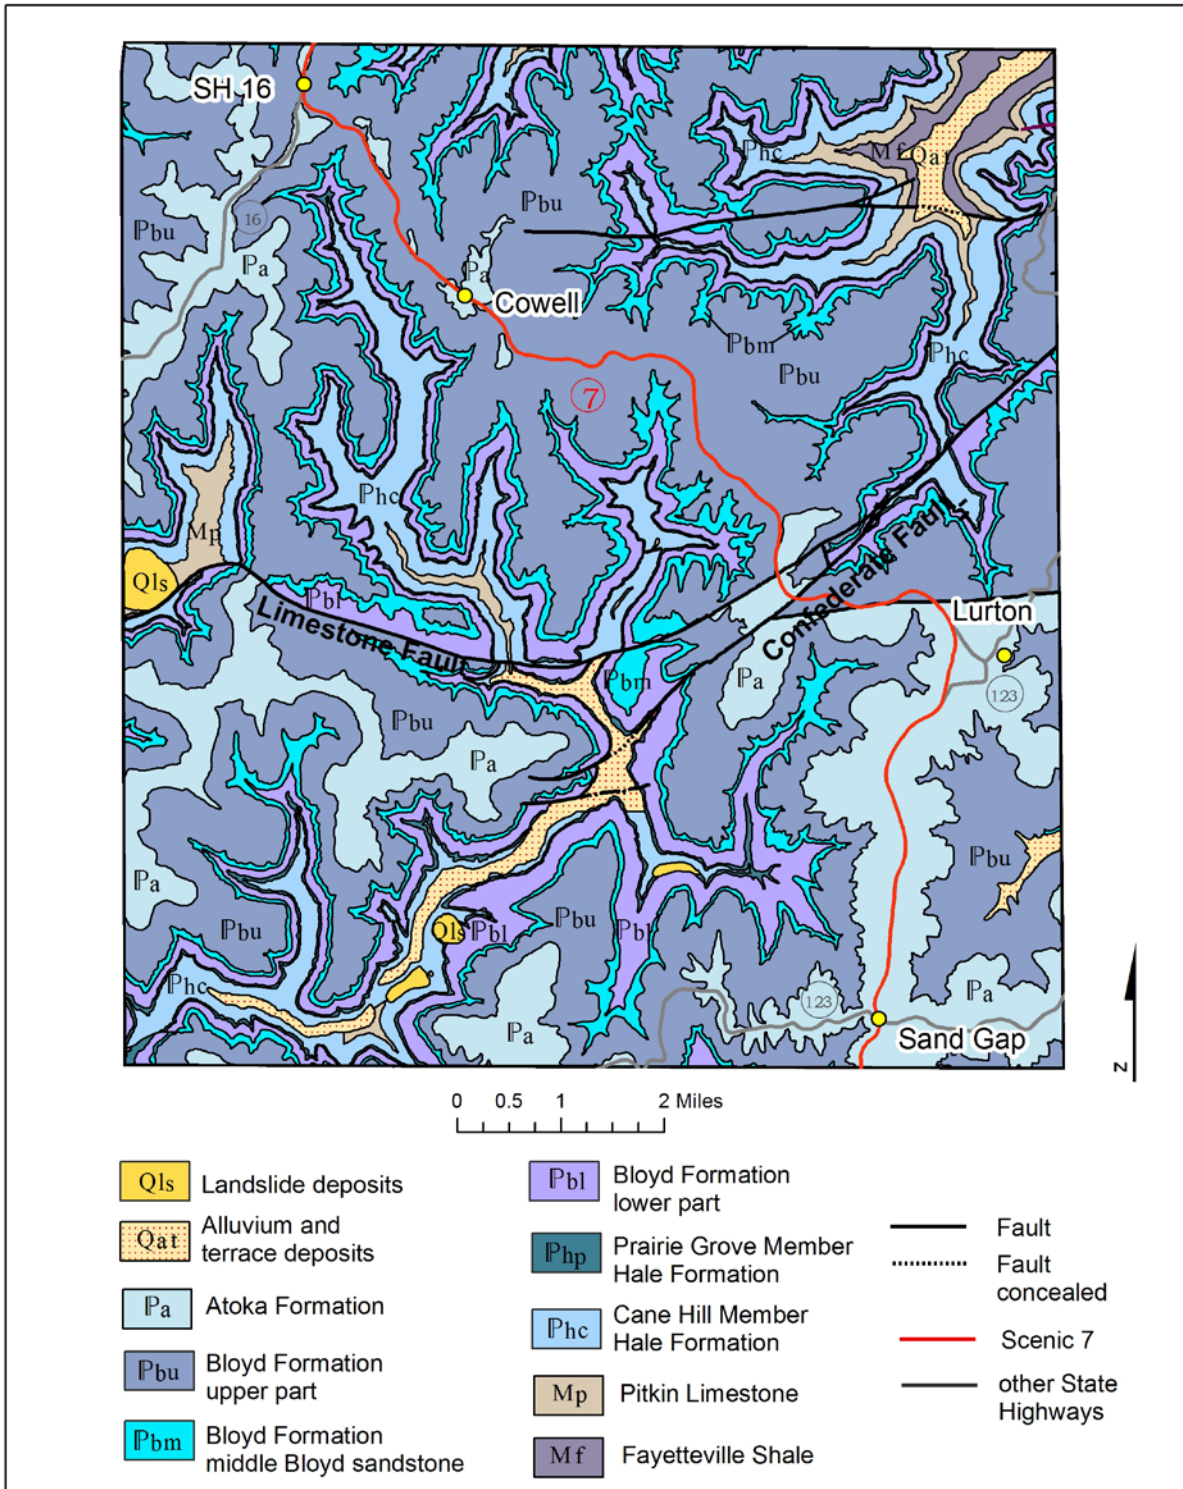 SH 16
ℙhc
Mf
Qat
ℙbu
ℙbu
16
ℙa
ℙa
Cowell
ℙbm
ℙhc
ℙbu
7
ℙhc
Mp
Qls
ℙbl
Limestone Fault
Confederate Fault
Lurton
ℙbm
ℙa
123
ℙbu
ℙa
ℙbu
ℙa
ℙbu
Qls
ℙbl
ℙbu
ℙbl
ℙhc
ℙa
123
ℙa
Sand Gap
N
0 0.5 1 2 Miles
Qls Landslide deposits
Qat Alluvium and
terrace deposits
ℙa Atoka Formation
ℙbu Bloyd Formation
upper part
ℙbm Bloyd Formation
middle Bloyd sandstone
ℙbl Bloyd Formation
lower part
ℙhp Prairie Grove Member
Hale Formation
ℙhc Cane Hill Member
Hale Formation
Mp Pitkin Limestone
Mf Fayetteville Shale
Fault
Fault
concealed
Scenic 7
other State
Highways